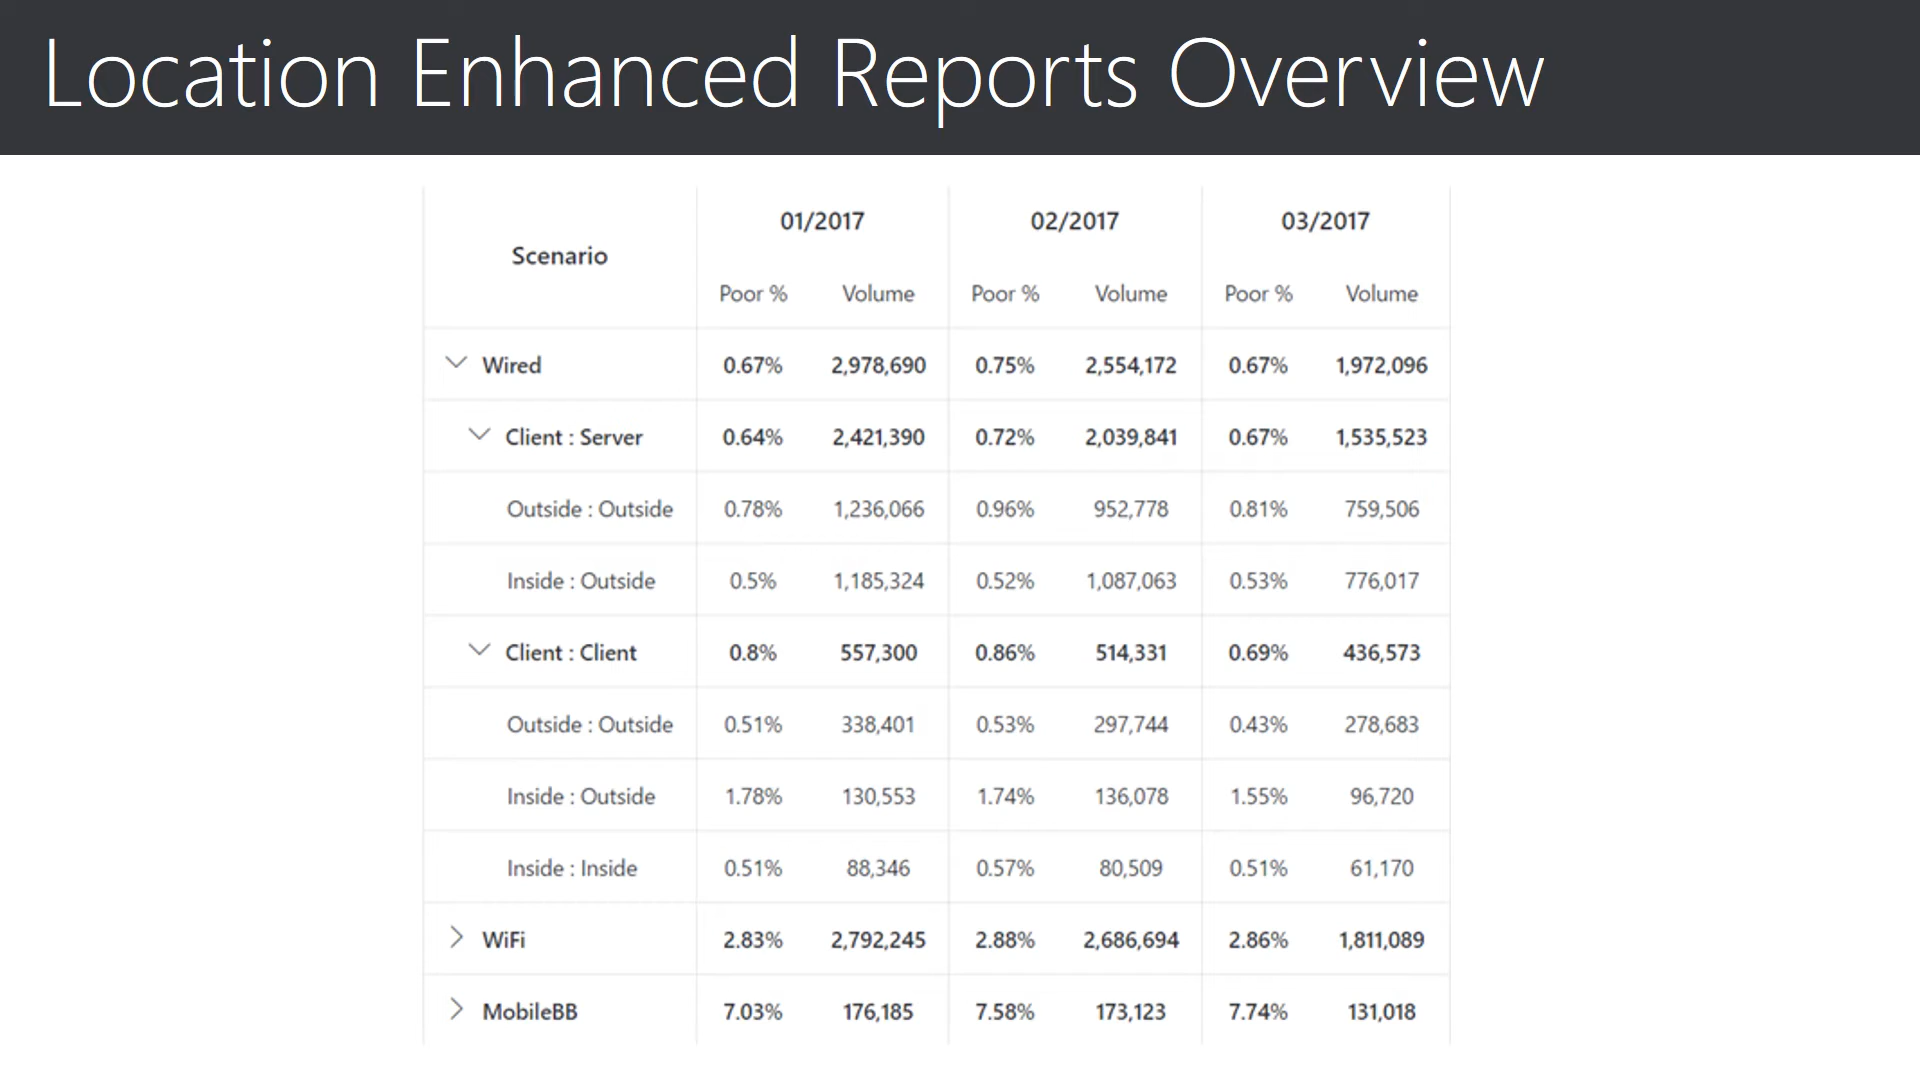 Location Enhanced Reports Overview
Scenario 01/2017 02/2017 03/2017
Poor % Volume Poor % Volume Poor % Volume
Wired 0.67% 2,978,690 0.75% 2,554,172 0.67% 1,972,096
Client : Server 0.64% 2,421,390 0.72% 2,039,841 0.67% 1,535,523
Outside : Outside 0.78% 1,236,066 0.96% 952,778 0.81% 759,506
Inside : Outside 0.5% 1,185,324 0.52% 1,087,063 0.53% 776,017
Client : Client 0.8% 557,300 0.86% 514,331 0.69% 436,573
Outside : Outside 0.51% 338,401 0.53% 297,744 0.43% 278,683
Inside : Outside 1.78% 130,553 1.74% 136,078 1.55% 96,720
Inside : Inside 0.51% 88,346 0.57% 80,509 0.51% 61,170
WiFi 2.83% 2,792,245 2.88% 2,686,694 2.86% 1,811,089
MobileBB 7.03% 176,185 7.58% 173,123 7.74% 131,018